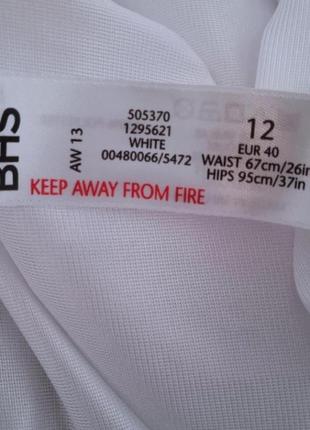 BHS
AW 13
505370
1295621
WHITE
00480066/5472
12
EUR 40
WAIST 67cm/26in
HIPS 95cm/37in
KEEP AWAY FROM FIRE